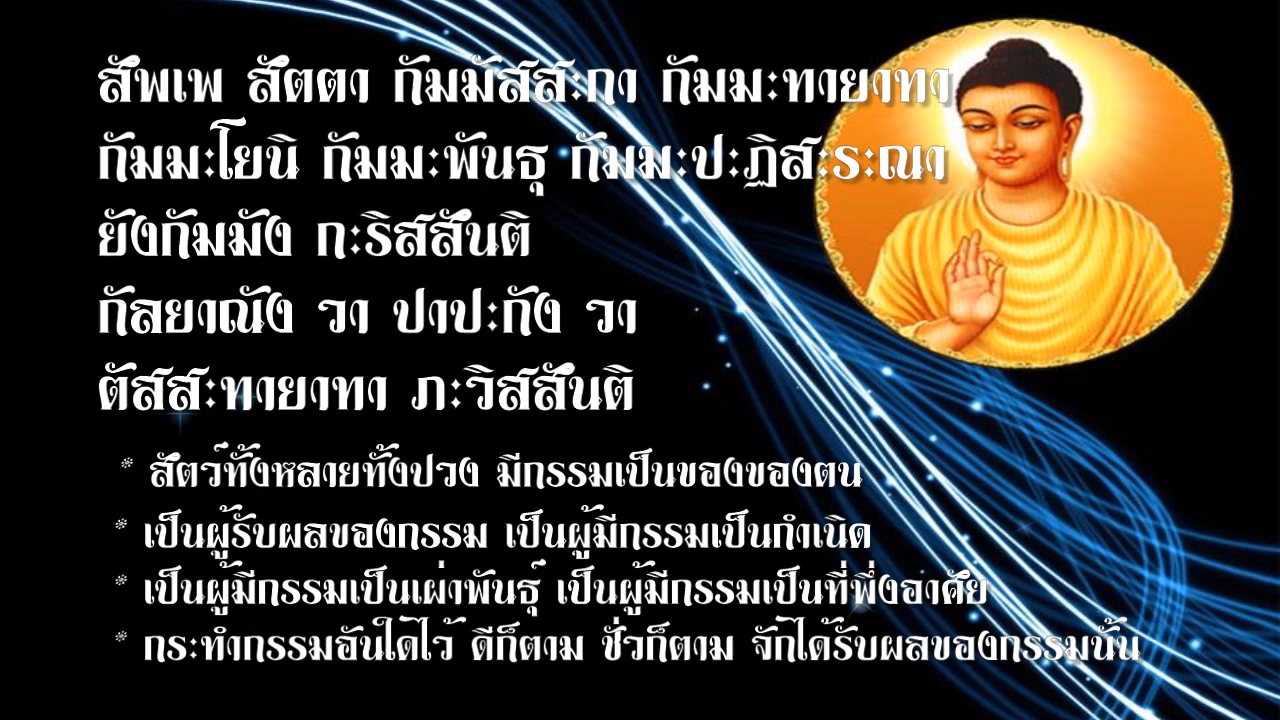 สัพเพ สัตตา กัมมัสสะกา กัมมะทายาทา
กัมมะโยนิ กัมมะพันธุ กัมมะปะฏิสะระณา
ยังกัมมัง กะริสสันติ
กัลยาณัง วา ปาปะกัง วา
ตัสสะทายาทา ภะวิสสันติ
* สัตว์ทั้งหลายทั้งปวง มีกรรมเป็นของของตน
* เป็นผู้รับผลของกรรม เป็นผู้มีกรรมเป็นกำเนิด
* เป็นผู้มีกรรมเป็นเผ่าพันธุ์ เป็นผู้มีกรรมเป็นที่พึ่งอาศัย
* กระทำกรรมอันใดไว้ ดีก็ตาม ชั่วก็ตาม จักได้รับผลของกรรมนั้น